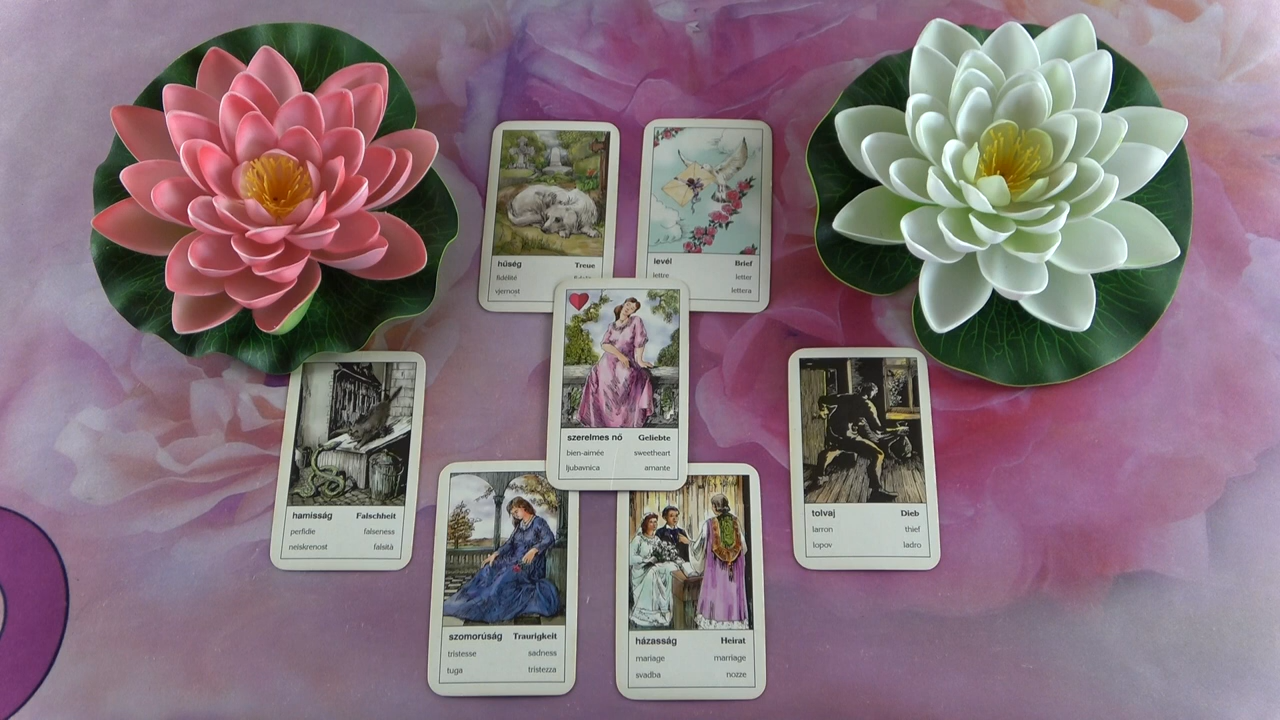 hűség Treue
fidélité
vjernost
levél Brief
lettre letter
lettera
szerelmes nő Geliebte
bien-aimée sweetheart
ljubavnica amante
hamisság Falschheit
perfidie falseness
neiskrenost falsità
tolvaj Dieb
larron thief
lopov ladro
szomorúság Traurigkeit
tristesse sadness
tuga tristezza
házasság Heirat
mariage marriage
svadba nozze